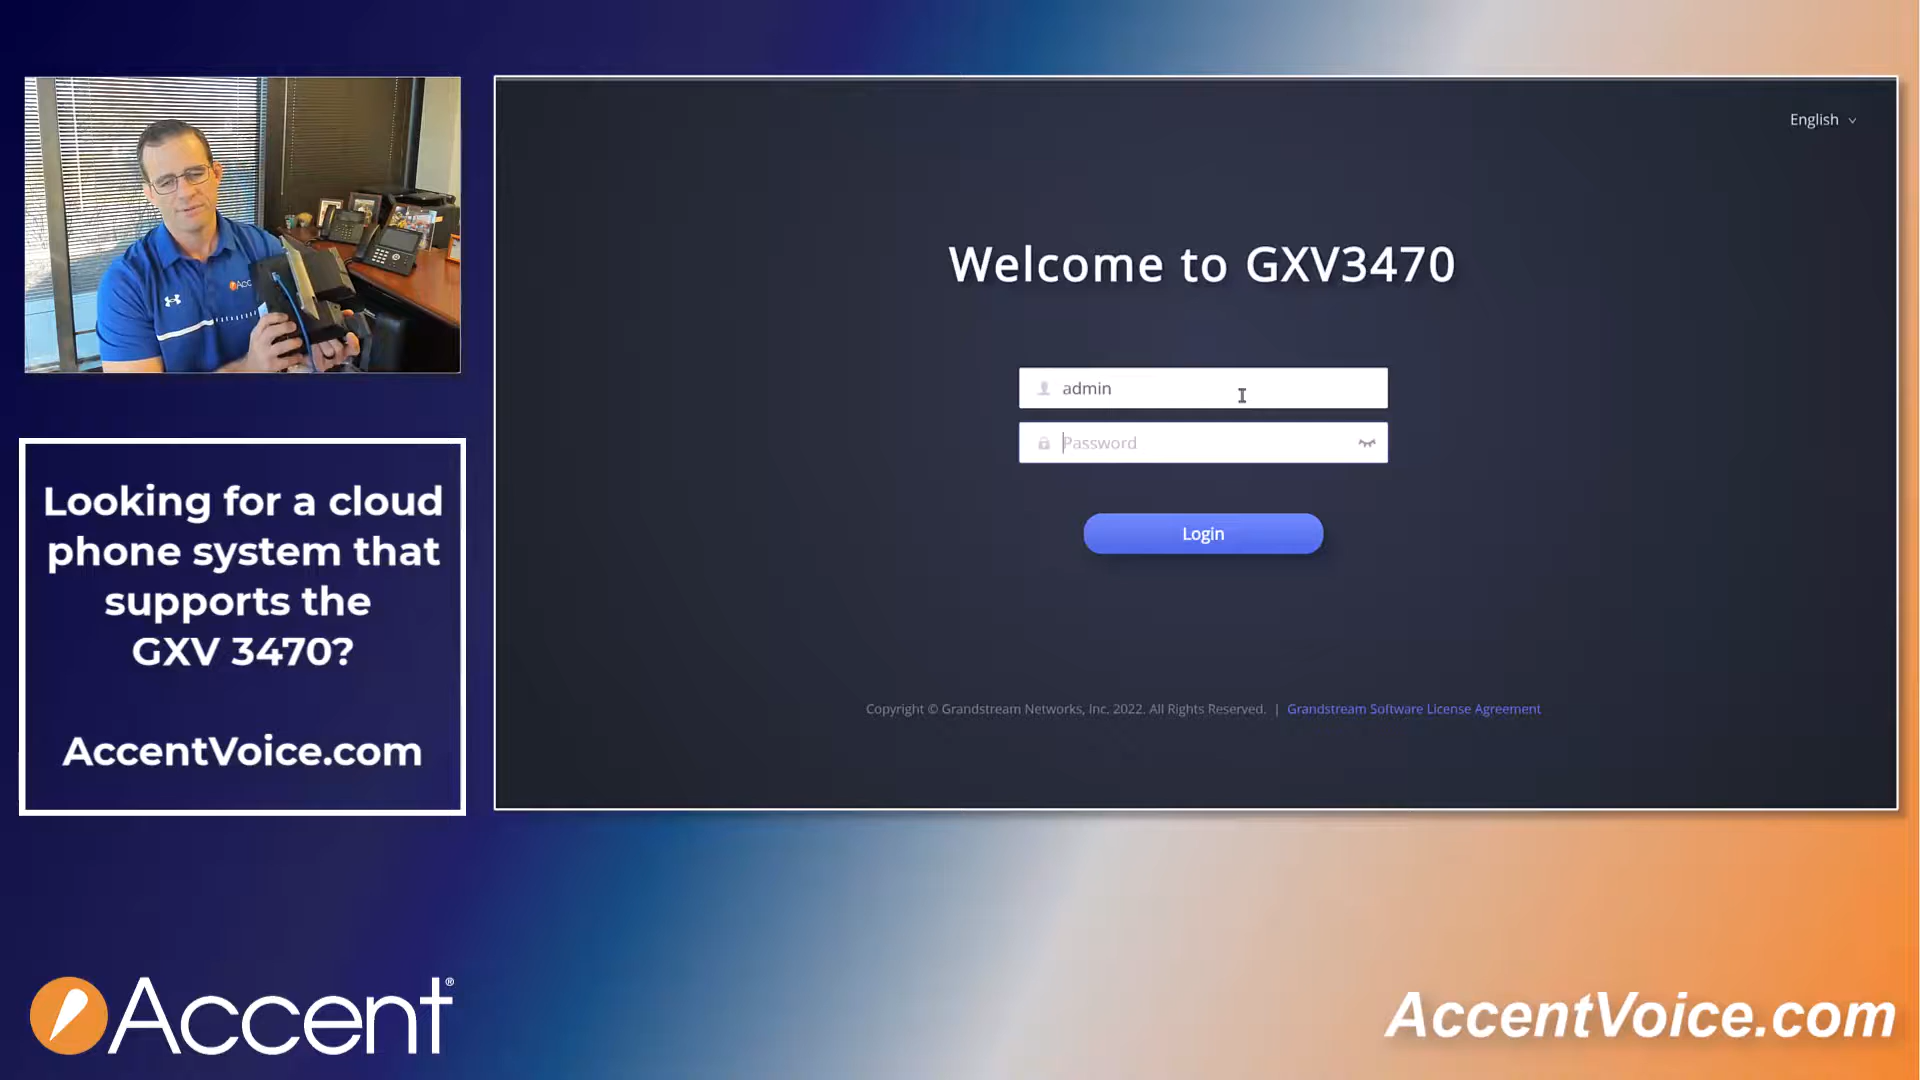 English
Welcome to GXV3470
admin
Password
Login
Copyright © Grandstream Networks, Inc. 2022. All Rights Reserved. | Grandstream Software License Agreement
Looking for a cloud
phone system that
supports the
GXV 3470?
AccentVoice.com
Accent®
AccentVoice.com